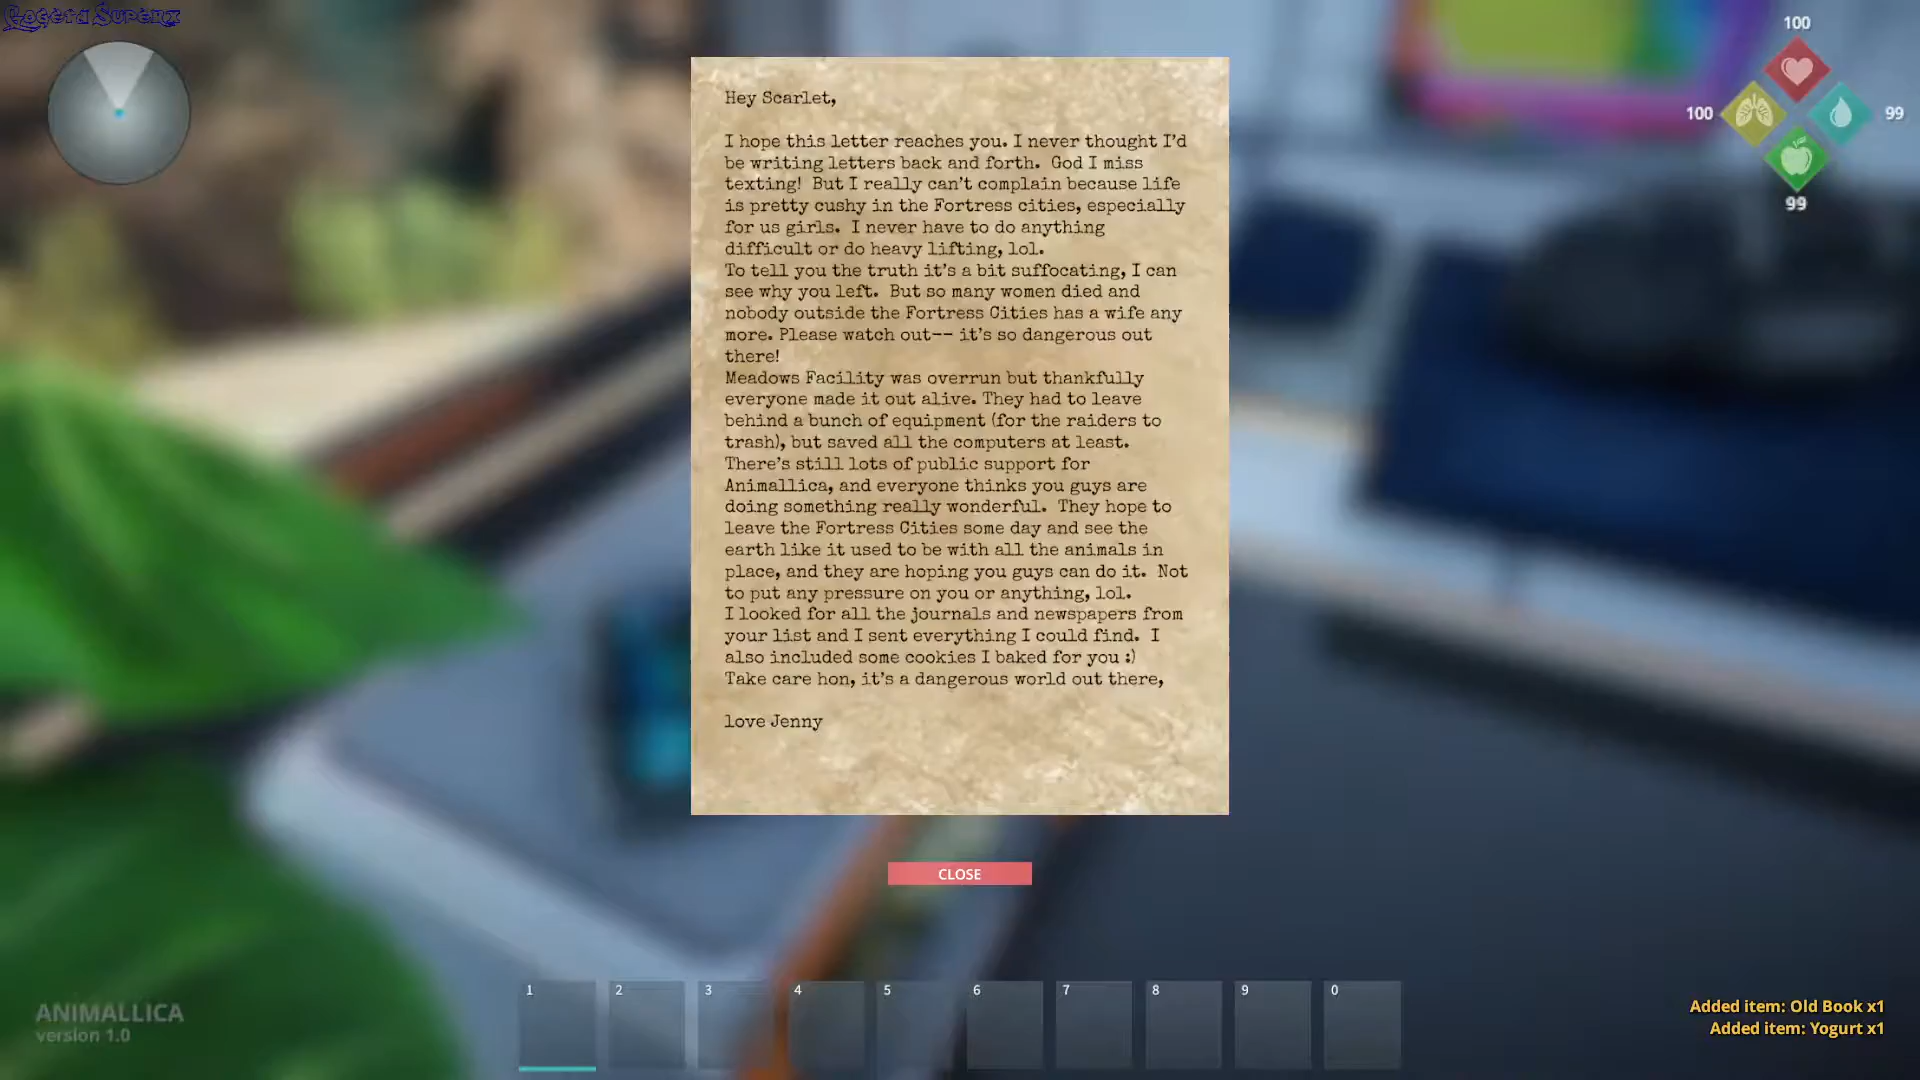 100
100
99
99
Hey Scarlet,
I hope this letter reaches you. I never thought I'd
be writing letters back and forth.  God I miss
texting!  But I really can't complain because life
is pretty cushy in the Fortress cities, especially
for us girls.  I never have to do anything
difficult or do heavy lifting, lol.
To tell you the truth it's a bit suffocating, I can
see why you left.  But so many women died and
nobody outside the Fortress Cities has a wife any
more. Please watch out-- it's so dangerous out
there!
Meadows Facility was overrun but thankfully
everyone made it out alive. They had to leave
behind a bunch of equipment (for the raiders to
trash), but saved all the computers at least.
There's still lots of public support for
Animallica, and everyone thinks you guys are
doing something really wonderful.  They hope to
leave the Fortress Cities some day and see the
earth like it used to be with all the animals in
place, and they are hoping you guys can do it.  Not
to put any pressure on you or anything, lol.
I looked for all the journals and newspapers from
your list and I sent everything I could find.  I
also included some cookies I baked for you :)
Take care hon, it's a dangerous world out there,
love Jenny
CLOSE
1 2 3 4 5 6 7 8 9 0
ANIMALLICA
version 1.0
Added item: Old Book x1
Added item: Yogurt x1